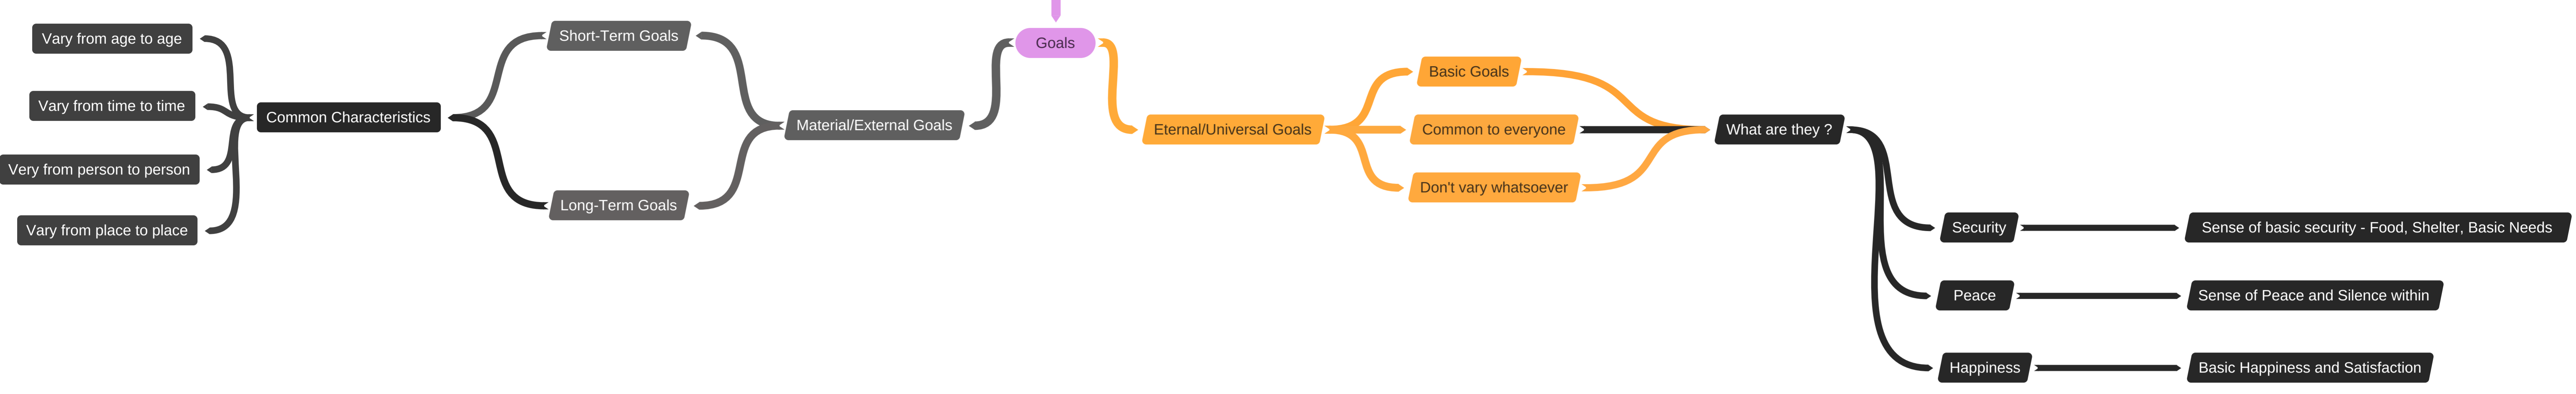 Goals
Material/External Goals
Short-Term Goals
Long-Term Goals
Common Characteristics
Vary from age to age
Vary from time to time
Very from person to person
Vary from place to place
Eternal/Universal Goals
Basic Goals
Common to everyone
Don't vary whatsoever
What are they ?
Security
Sense of basic security - Food, Shelter, Basic Needs
Peace
Sense of Peace and Silence within
Happiness
Basic Happiness and Satisfaction